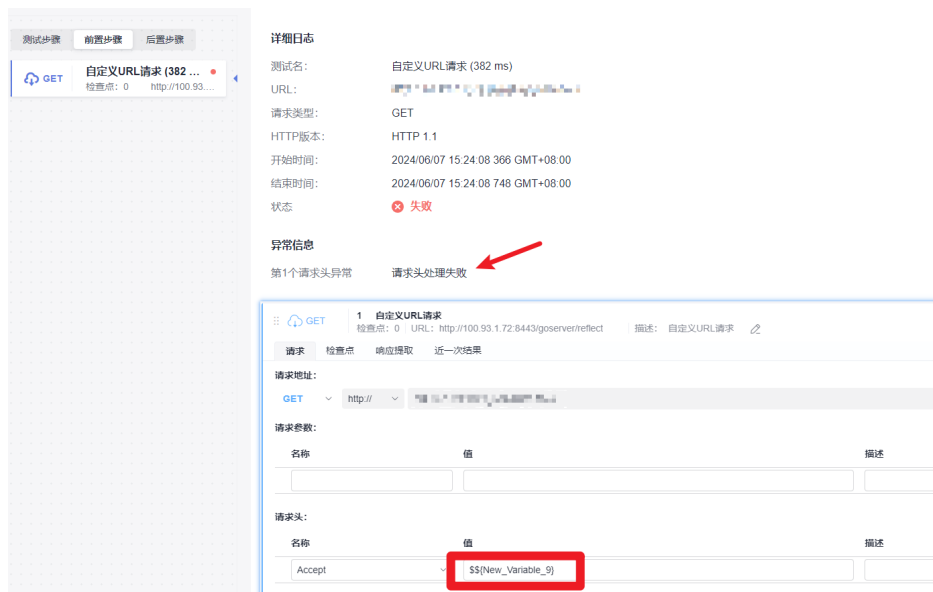 测试步骤 前置步骤 后置步骤
GET 自定义URL请求 (382 ...
检查点：0 http://100.93....
详细日志
测试名： 自定义URL请求 (382 ms)
URL：
请求类型： GET
HTTP版本： HTTP 1.1
开始时间： 2024/06/07 15:24:08 366 GMT+08:00
结束时间： 2024/06/07 15:24:08 748 GMT+08:00
状态 失败
异常信息
第1个请求头异常 请求头处理失败
GET 1 自定义URL请求
检查点：0 URL：http://100.93.1.72:8443/goserver/reflect 描述： 自定义URL请求
请求 检查点 响应提取 近一次结果
请求地址：
GET http://
请求参数：
名称 值 描述
请求头：
名称 值 描述
Accept $${New_Variable_9}